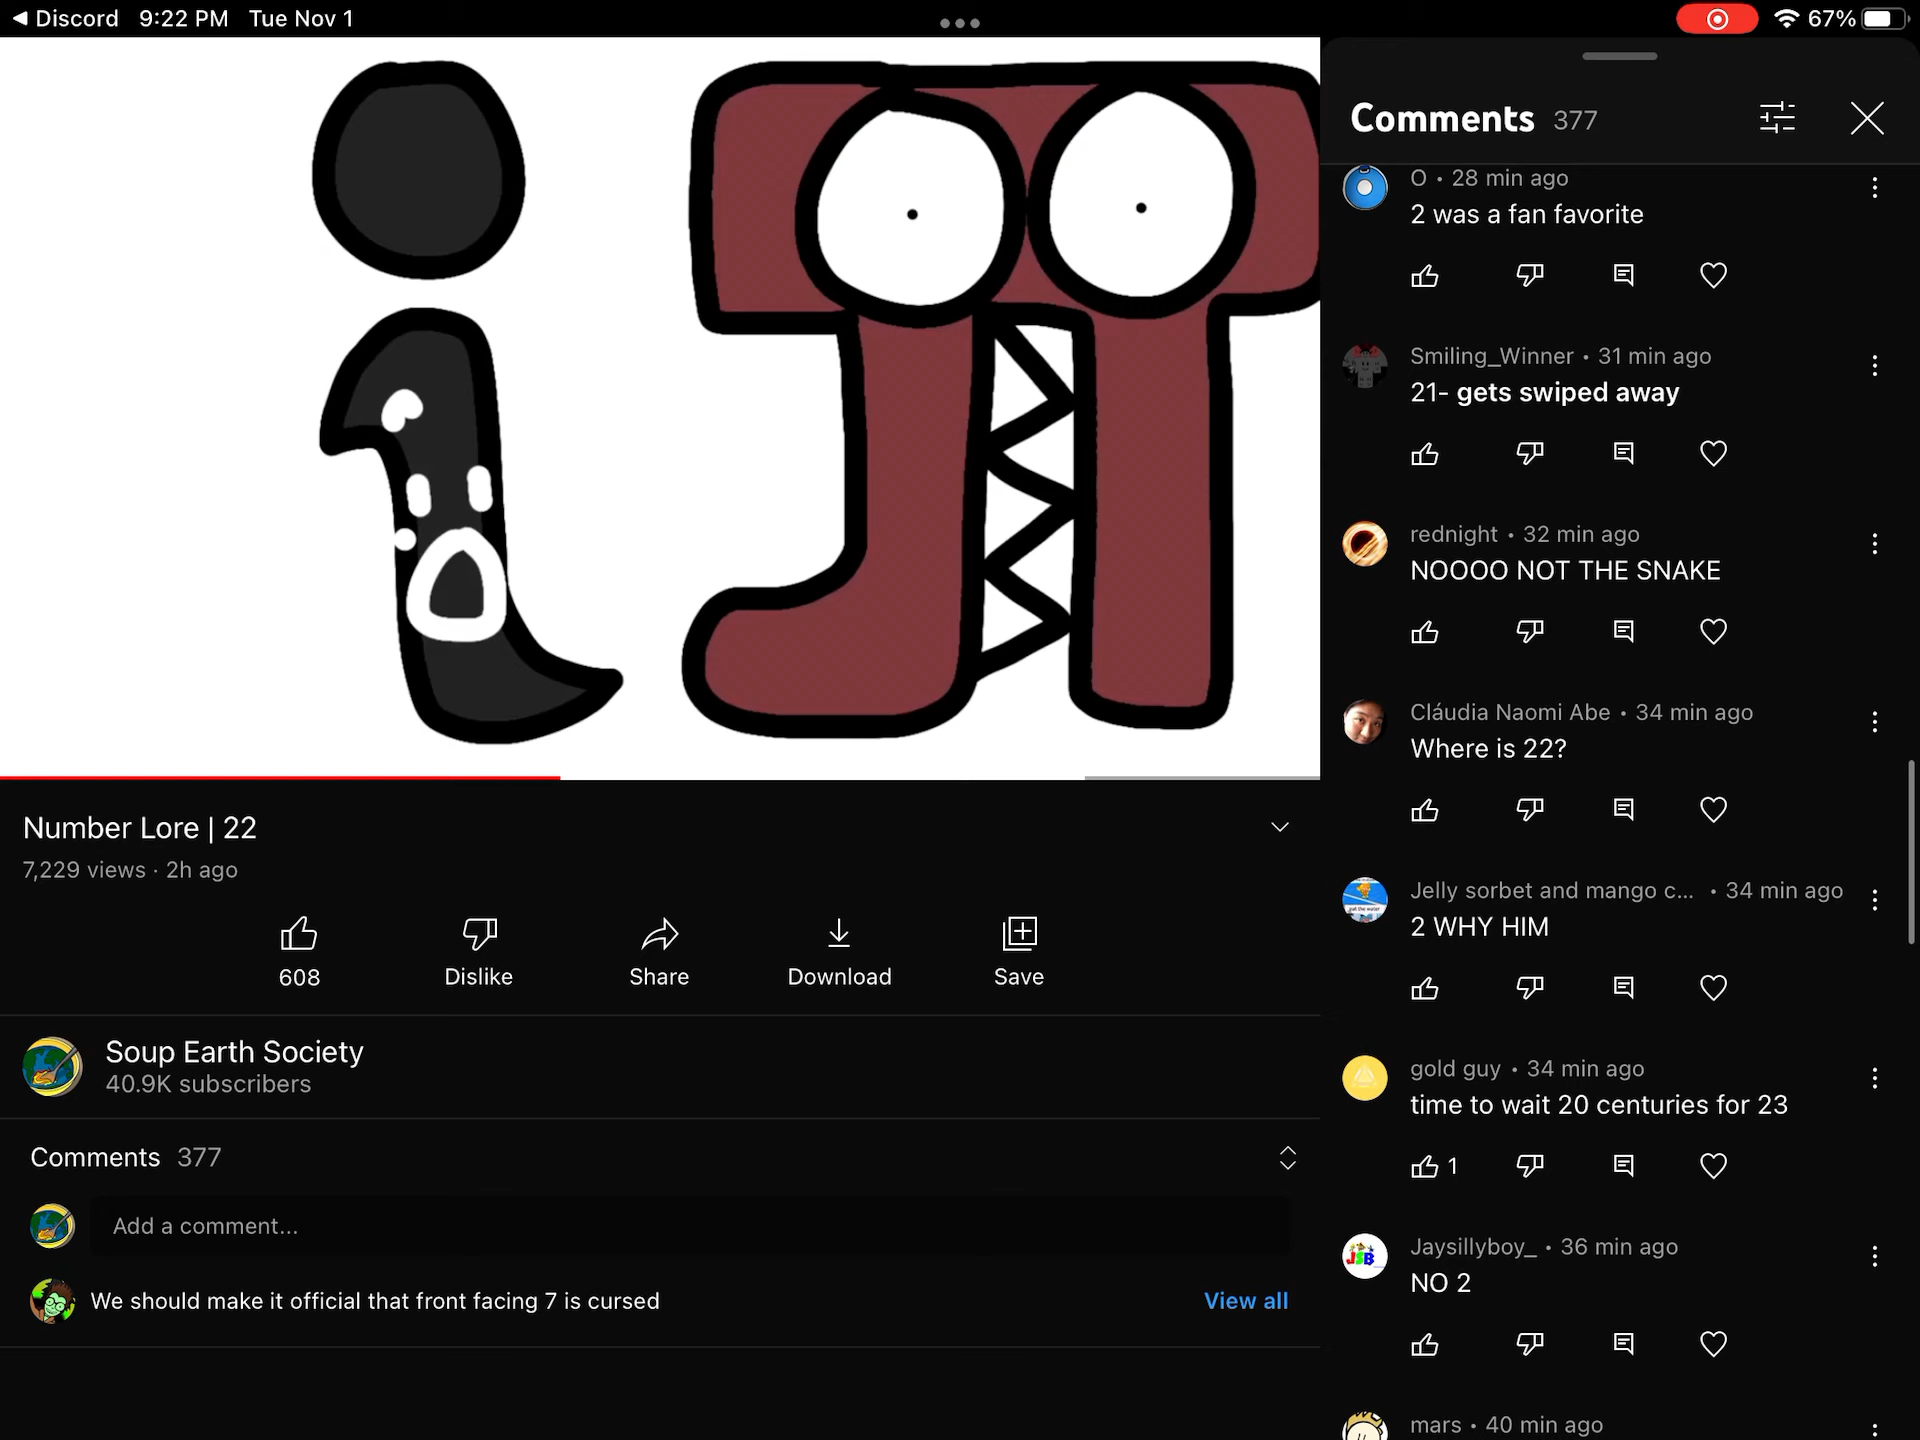 Discord 9:22 PM Tue Nov 1
67%
Number Lore | 22
7,229 views · 2h ago
608
Dislike
Share
Download
Save
Soup Earth Society
40.9K subscribers
Comments 377
Add a comment...
We should make it official that front facing 7 is cursed
View all
Comments 377
O • 28 min ago
2 was a fan favorite
Smiling_Winner • 31 min ago
21- gets swiped away
rednight • 32 min ago
NOOOO NOT THE SNAKE
Cláudia Naomi Abe • 34 min ago
Where is 22?
Jelly sorbet and mango c... • 34 min ago
2 WHY HIM
gold guy • 34 min ago
time to wait 20 centuries for 23
1
JSB
Jaysillyboy_ • 36 min ago
NO 2
mars • 40 min ago